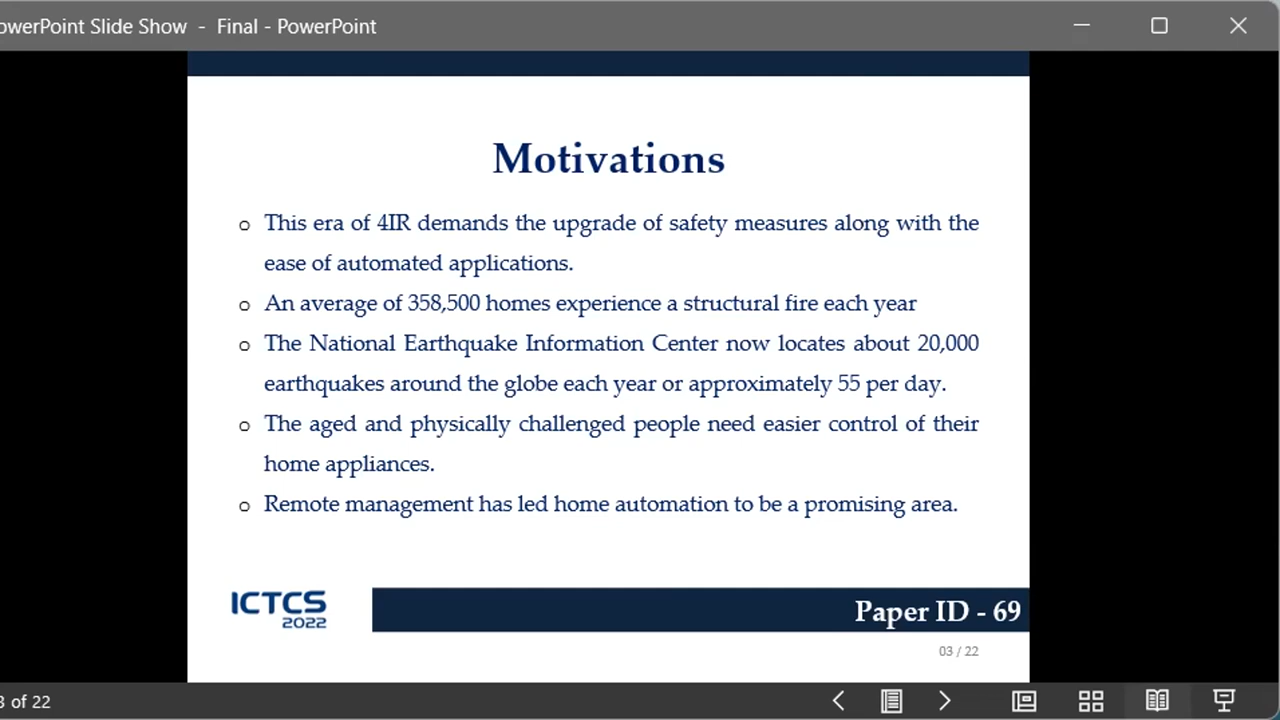 owerPoint Slide Show - Final - PowerPoint
Motivations
o This era of 4IR demands the upgrade of safety measures along with the
ease of automated applications.
o An average of 358,500 homes experience a structural fire each year
o The National Earthquake Information Center now locates about 20,000
earthquakes around the globe each year or approximately 55 per day.
o The aged and physically challenged people need easier control of their
home appliances.
o Remote management has led home automation to be a promising area.
ICTCS
2022
Paper ID - 69
03 / 22
3 of 22